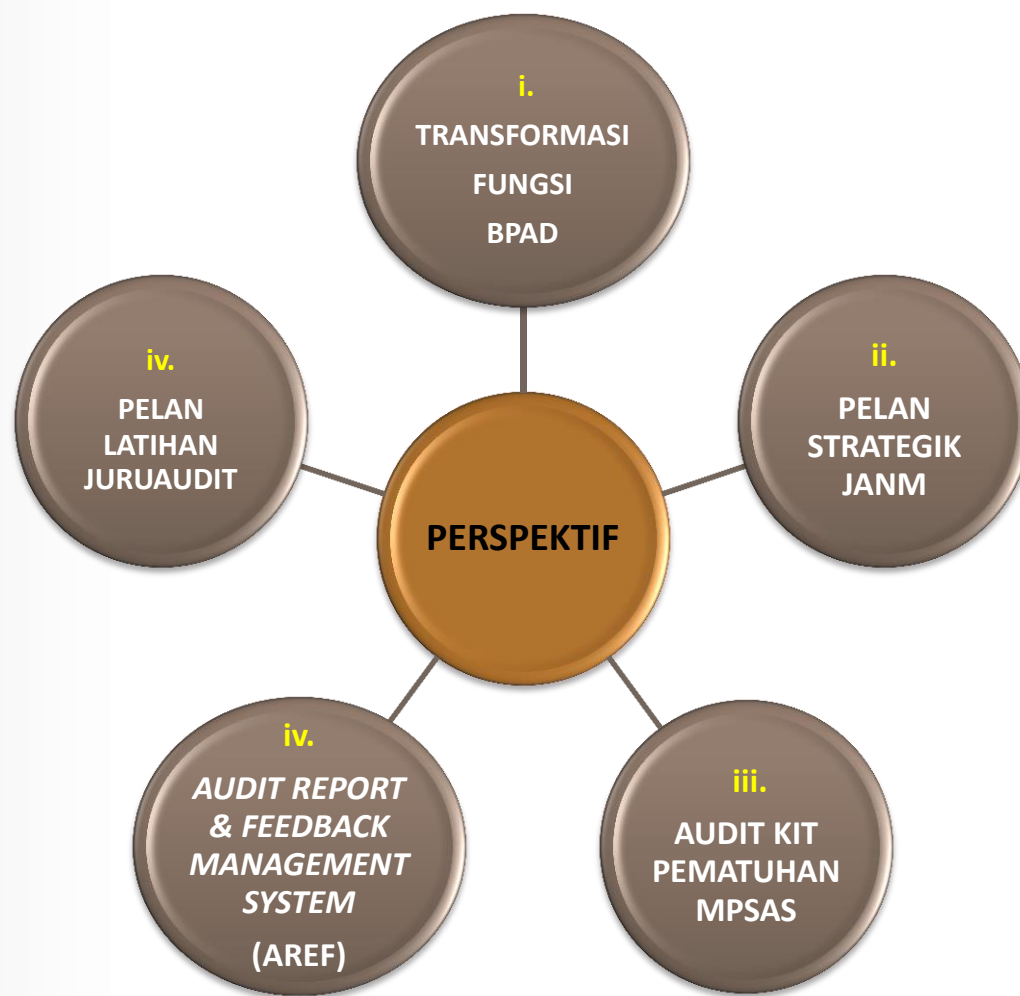 i.
TRANSFORMASI
FUNGSI
BPAD
ii.
PELAN
STRATEGIK
JANM
iii.
AUDIT KIT
PEMATUHAN
MPSAS
iv.
AUDIT REPORT
& FEEDBACK
MANAGEMENT
SYSTEM
(AREF)
iv.
PELAN
LATIHAN
JURUAUDIT
PERSPEKTIF